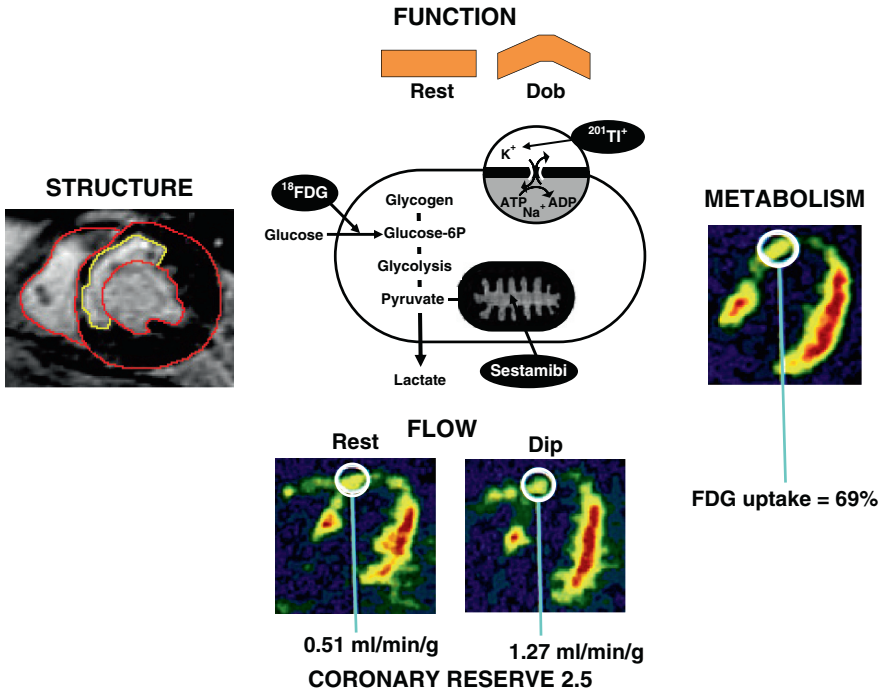 FUNCTION
Rest Dob
STRUCTURE
¹⁸FDG
Glucose
Glycogen
Glucose-6P
Glycolysis
Pyruvate
Lactate
K⁺
²⁰¹Tl⁺
ATP ADP
Na⁺
Sestamibi
METABOLISM
FDG uptake = 69%
FLOW
Rest Dip
0.51 ml/min/g 1.27 ml/min/g
CORONARY RESERVE 2.5